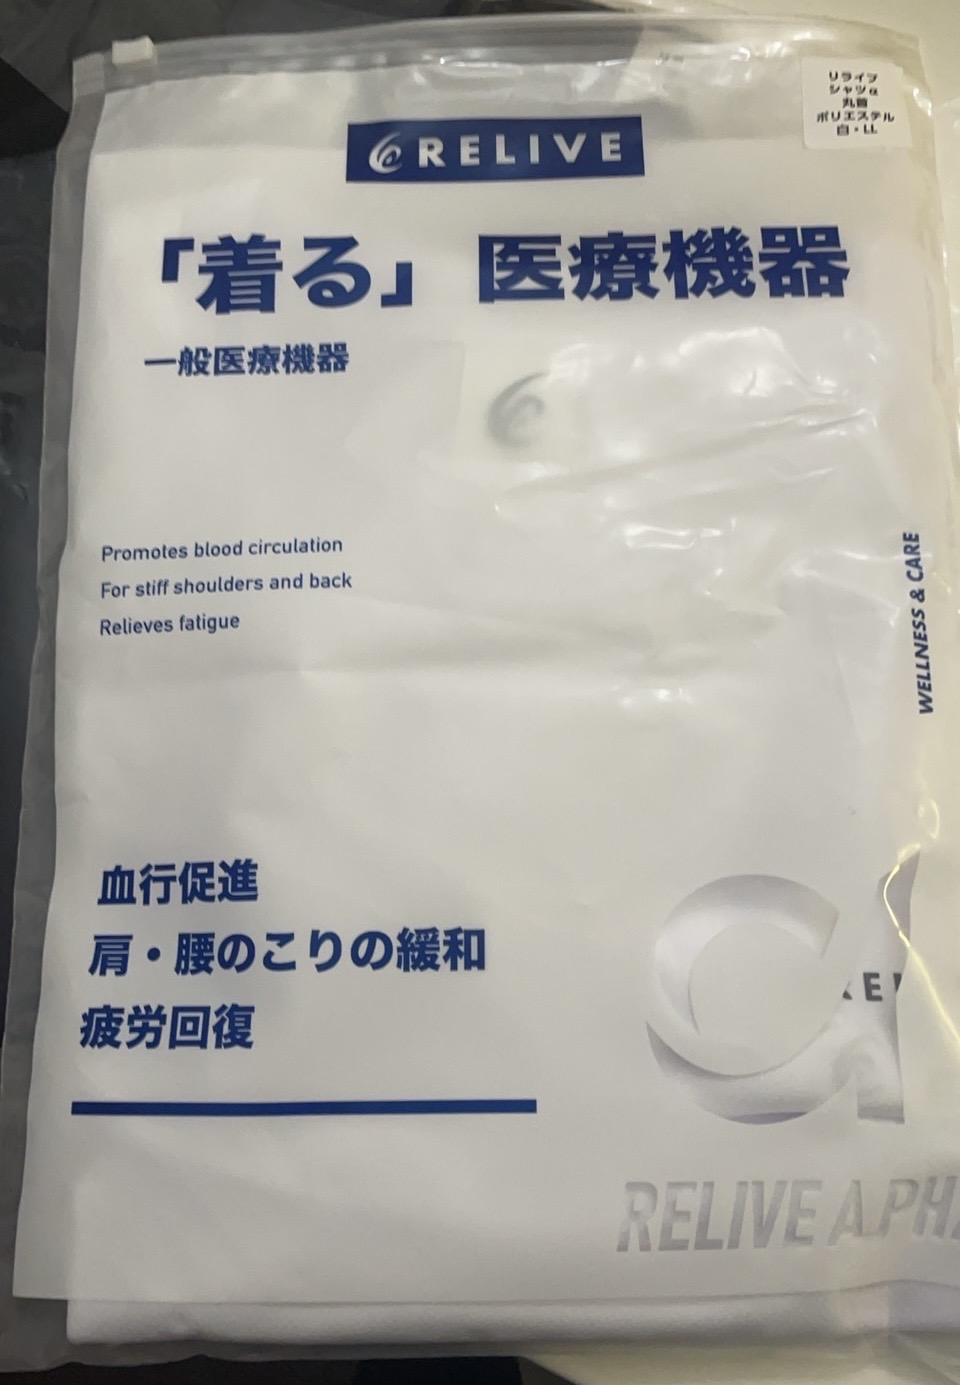 リライブ
シャツα
丸首
ポリエステル
白・LL
RELIVE
「着る」医療機器
一般医療機器
Promotes blood circulation
For stiff shoulders and back
Relieves fatigue
WELLNESS & CARE
血行促進
肩・腰のこりの緩和
疲労回復
α
RELIVE